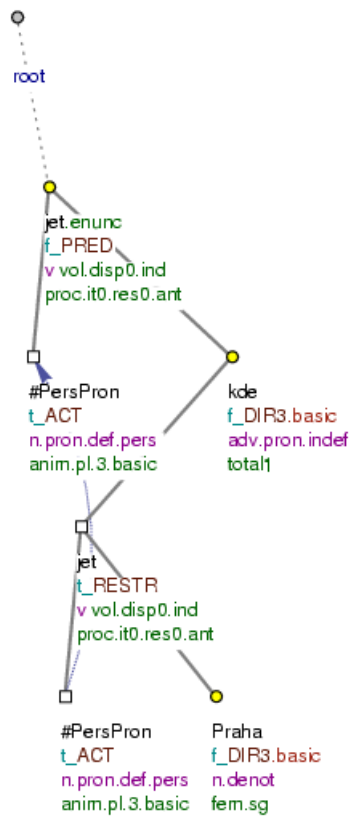 root
jet.enunc
f_PRED
v vol.disp0.ind
proc.it0.res0.ant
#PersPron
t_ACT
n.pron.def.pers
anim.pl.3.basic
kde
f_DIR3.basic
adv.pron.indef
total1
jet
t_RESTR
v vol.disp0.ind
proc.it0.res0.ant
#PersPron
t_ACT
n.pron.def.pers
anim.pl.3.basic
Praha
f_DIR3.basic
n.denot
fem.sg